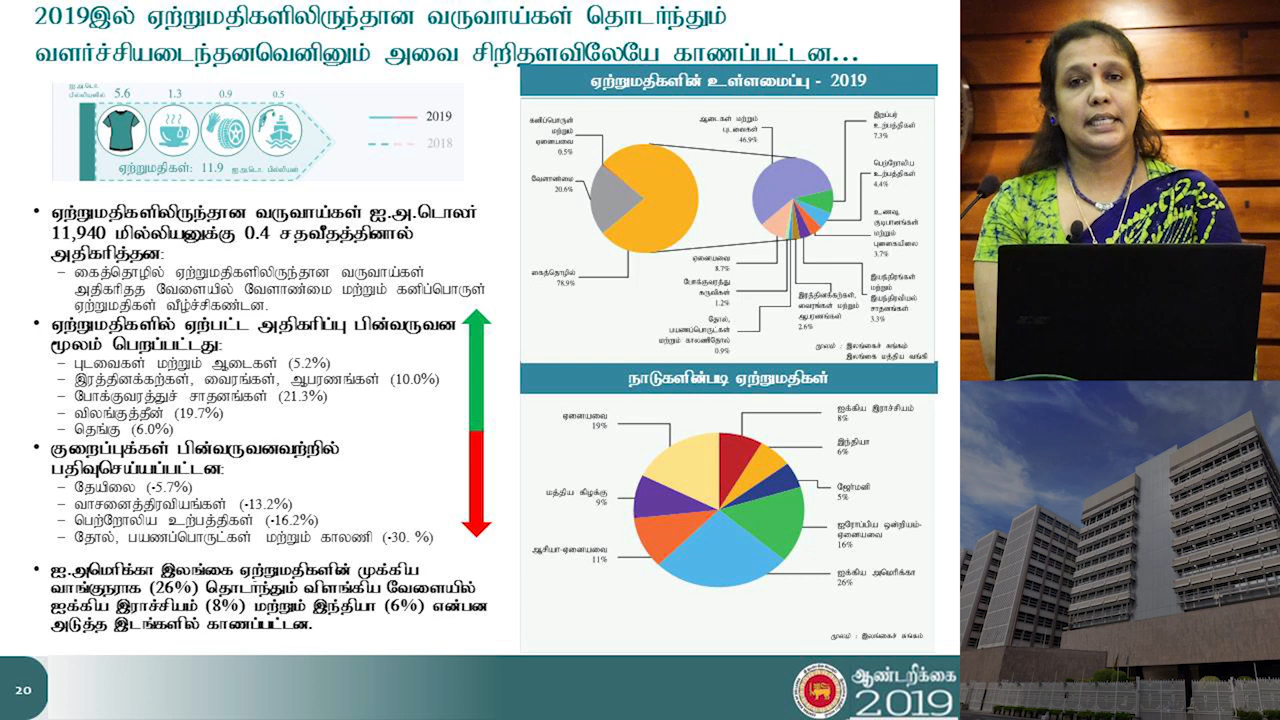 2019இல் ஏற்றுமதிகளிலிருந்தான வருவாய்கள் தொடர்ந்தும்
வளர்ச்சியடைந்தனவெனினும் அவை சிறிதளவிலேயே காணப்பட்டன...
ஐ.அ.டொ.
பில்லியனில்
5.6 1.3 0.9 0.5
ஏற்றுமதிகள்: 11.9 ஐ.அ.டொ. பில்லியன்
2019
2018
• ஏற்றுமதிகளிலிருந்தான வருவாய்கள் ஐ.அ.டொலர்
11,940 மில்லியனுக்கு 0.4 சதவீதத்தினால்
அதிகரித்தன:
– கைத்தொழில் ஏற்றுமதிகளிலிருந்தான வருவாய்கள்
அதிகரித்த வேளையில் வேளாண்மை மற்றும் கனிப்பொருள்
ஏற்றுமதிகள் வீழ்ச்சிகண்டன.
• ஏற்றுமதிகளில் ஏற்பட்ட அதிகரிப்பு பின்வருவன
மூலம் பெறப்பட்டது:
– புடவைகள் மற்றும் ஆடைகள் (5.2%)
– இரத்தினக்கற்கள், வைரங்கள், ஆபரணங்கள் (10.0%)
– போக்குவரத்துச் சாதனங்கள் (21.3%)
– விலங்குத்தீன் (19.7%)
– தெங்கு (6.0%)
• குறைப்புக்கள் பின்வருவனவற்றில்
பதிவுசெய்யப்பட்டன:
– தேயிலை (-5.7%)
– வாசனைத்திரவியங்கள் (-13.2%)
– பெற்றோலிய உற்பத்திகள் (-16.2%)
– தோல், பயணப்பொருட்கள் மற்றும் காலணி (-30. %)
• ஐ.அமெரிக்கா இலங்கை ஏற்றுமதிகளின் முக்கிய
வாங்குநராக (26%) தொடர்ந்தும் விளங்கிய வேளையில்
ஐக்கிய இராச்சியம் (8%) மற்றும் இந்தியா (6%) என்பன
அடுத்த இடங்களில் காணப்பட்டன.
ஏற்றுமதிகளின் உள்ளமைப்பு - 2019
கனிப்பொருள்
மற்றும்
ஏனையவை
0.5%
வேளாண்மை
20.6%
கைத்தொழில்
78.9%
ஆடைகள் மற்றும்
புடவைகள்
46.9%
இறப்பர்
உற்பத்திகள்
7.3%
பெற்றோலிய
உற்பத்திகள்
4.4%
உணவு
குடிபானங்கள்
மற்றும்
புகையிலை
3.7%
இயந்திரங்கள்
மற்றும்
இயந்திரவியல்
சாதனங்கள்
3.3%
இரத்தினக்கற்கள்,
வைரங்கள் மற்றும்
ஆபரணங்கள்
2.6%
ஏனையவை
8.7%
போக்குவரத்து
கருவிகள்
1.2%
தோல்,
பயணப்பொருட்கள்
மற்றும் காலணிதோல்
0.9%
மூலம் : இலங்கைச் சுங்கம்
இலங்கை மத்திய வங்கி
நாடுகளின்படி ஏற்றுமதிகள்
ஏனையவை
19%
மத்திய கிழக்கு
9%
ஆசியா-ஏனையவை
11%
ஐக்கிய இராச்சியம்
8%
இந்தியா
6%
ஜேர்மனி
5%
ஐரோப்பிய ஒன்றியம்-
ஏனையவை
16%
ஐக்கிய அமெரிக்கா
26%
மூலம் : இலங்கைச் சுங்கம்
20
ஆண்டறிக்கை
2019